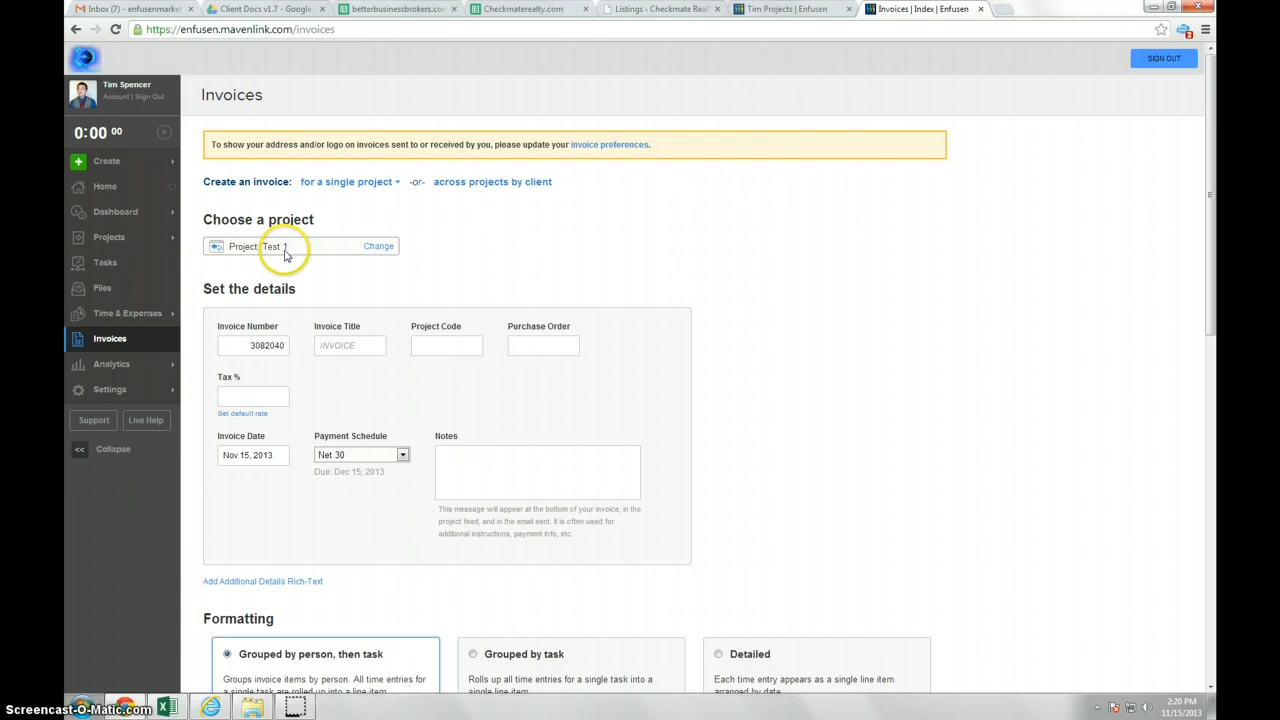 Inbox (7) - enfusenmarket
Client Docs v1.7 - Google
betterbusinessbrokers.com
Checkmaterealty.com
Listings ‹ Checkmate Real
Tim Projects | Enfusen
Invoices | Index | Enfusen
https://enfusen.mavenlink.com/invoices
2
SIGN OUT
Tim Spencer
Account | Sign Out
0:00 00
Create
Home
Dashboard
Projects
Tasks
Files
Time & Expenses
Invoices
Analytics
Settings
Support
Live Help
<< Collapse
Invoices
To show your address and/or logo on invoices sent to or received by you, please update your invoice preferences.
Create an invoice: for a single project -or- across projects by client
Choose a project
Project: Test 1 Change
Set the details
Invoice Number Invoice Title Project Code Purchase Order
3082040 INVOICE
Tax %
Set default rate
Invoice Date Payment Schedule Notes
Nov 15, 2013 Net 30
Due: Dec 15, 2013
This message will appear at the bottom of your invoice, in the
project feed, and in the email sent. It is often used for
additional instructions, payment info, etc.
Add Additional Details Rich-Text
Formatting
Grouped by person, then task
Groups invoice items by person. All time entries for
a single task are rolled up into a line item.
Grouped by task
Rolls up all time entries for a single task into a
single line item.
Detailed
Each time entry appears as a single line item
arranged by date.
2:20 PM
11/15/2013
Screencast-O-Matic.com